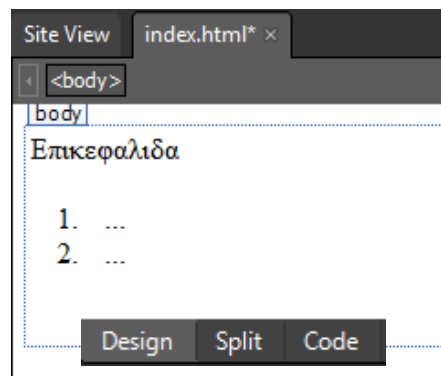 Site View index.html* ×
<body>
body
Επικεφαλιδα
1. ...
2. ...
Design Split Code